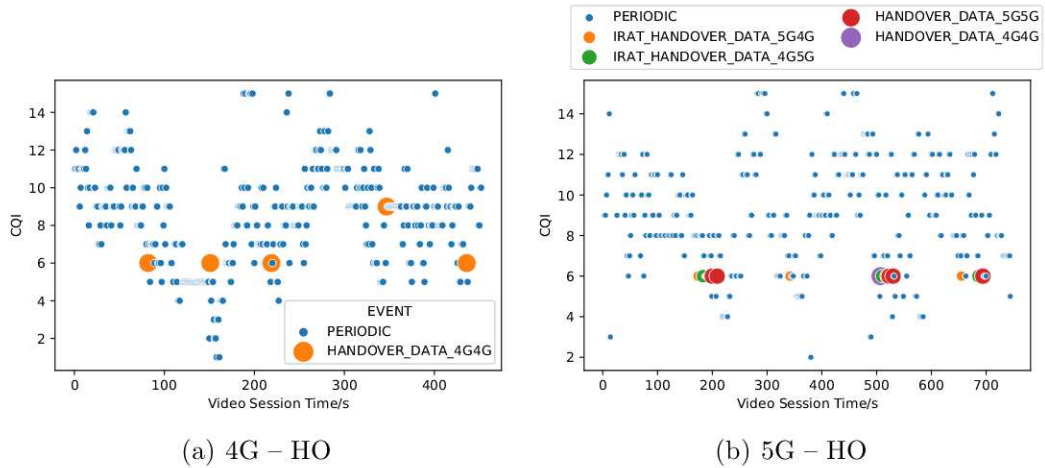 PERIODIC
IRAT_HANDOVER_DATA_5G4G
IRAT_HANDOVER_DATA_4G5G
HANDOVER_DATA_5G5G
HANDOVER_DATA_4G4G
14
12
10
8
6
4
2
CQI
0 100 200 300 400
Video Session Time/s
EVENT
PERIODIC
HANDOVER_DATA_4G4G
(a) 4G – HO
14
12
10
8
6
4
2
CQI
0 100 200 300 400 500 600 700
Video Session Time/s
(b) 5G – HO